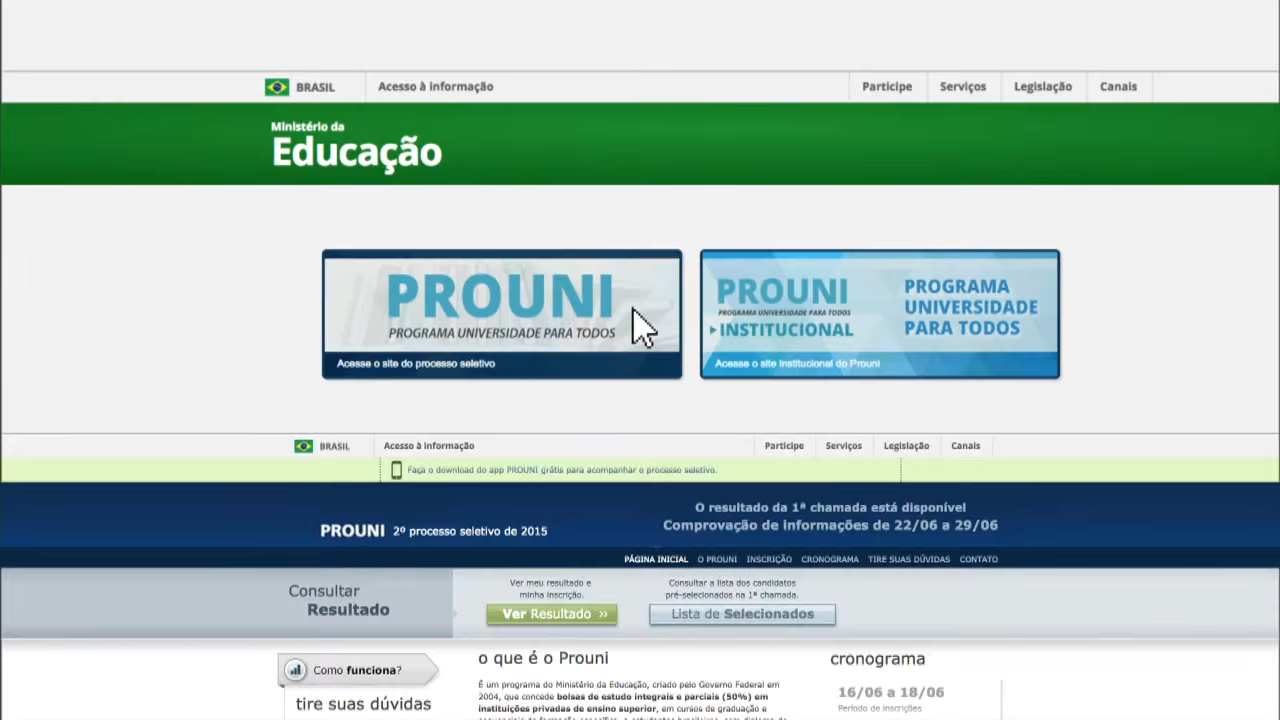 BRASIL
Acesso à informação
Participe
Serviços
Legislação
Canais
Ministério da
Educação
PROUNI
PROGRAMA UNIVERSIDADE PARA TODOS
Acesse o site do processo seletivo
PROUNI
PROGRAMA UNIVERSIDADE PARA TODOS
INSTITUCIONAL
PROGRAMA
UNIVERSIDADE
PARA TODOS
Acesse o site institucional do Prouni
BRASIL
Acesso à informação
Participe
Serviços
Legislação
Canais
Faça o download do app PROUNI grátis para acompanhar o processo seletivo.
O resultado da 1ª chamada está disponível
Comprovação de informações de 22/06 a 29/06
PROUNI 2º processo seletivo de 2015
PÁGINA INICIAL O PROUNI INSCRIÇÃO CRONOGRAMA TIRE SUAS DÚVIDAS CONTATO
Consultar
Resultado
Ver meu resultado e
minha inscrição.
Ver Resultado »
Consultar a lista dos candidatos
pré-selecionados na 1ª chamada.
Lista de Selecionados
Como funciona?
tire suas dúvidas
o que é o Prouni
É um programa do Ministério da Educação, criado pelo Governo Federal em
2004, que concede bolsas de estudo integrais e parciais (50%) em
instituições privadas de ensino superior, em cursos de graduação e
cronograma
16/06 a 18/06
Período de inscrições